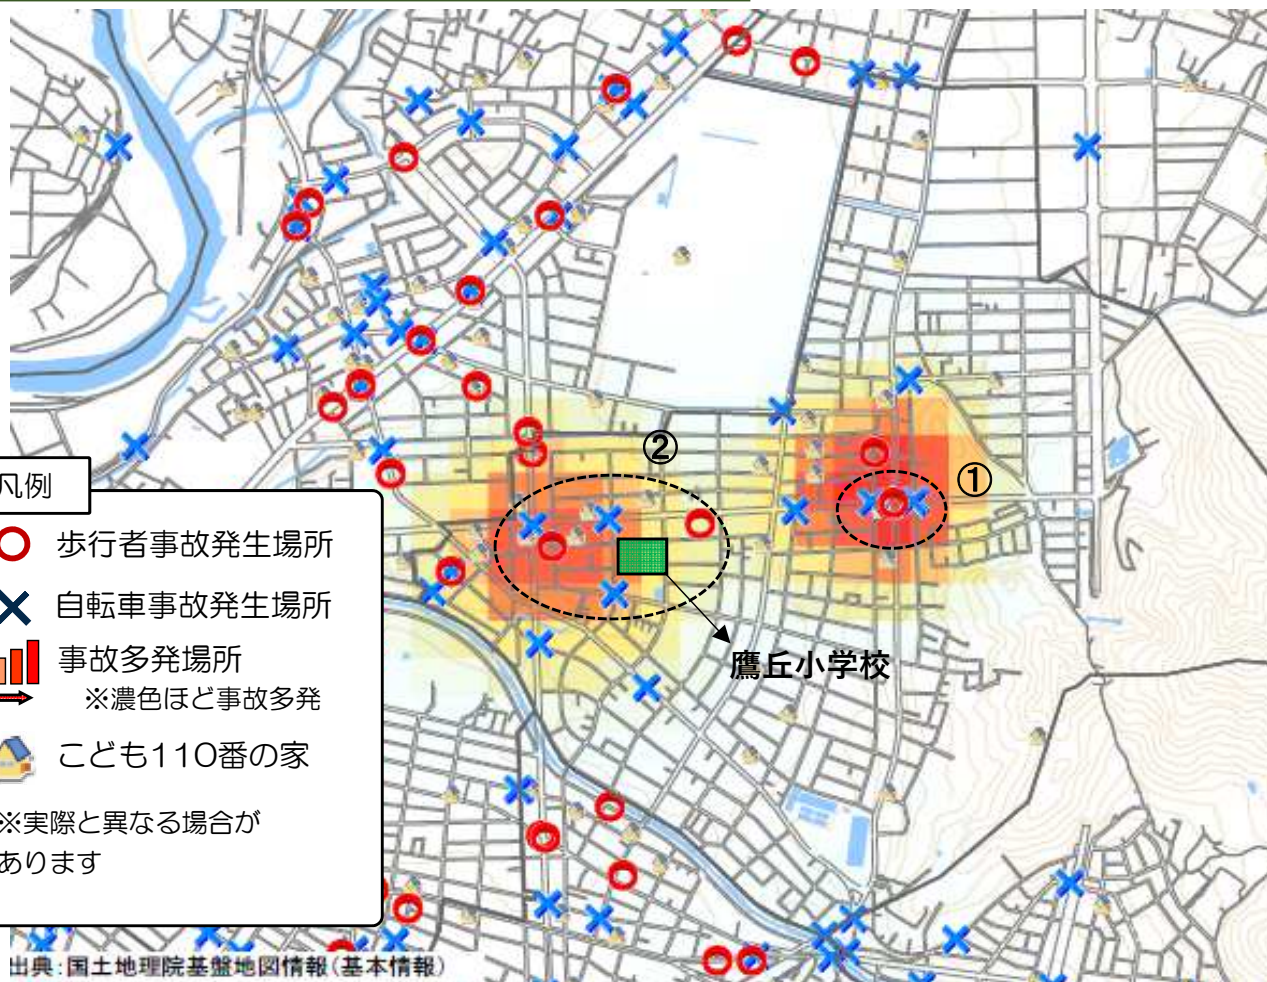 ②
①
鷹丘小学校
凡例
歩行者事故発生場所
自転車事故発生場所
事故多発場所
※濃色ほど事故多発
こども110番の家
※実際と異なる場合が
あります
出典：国土地理院基盤地図情報(基本情報)